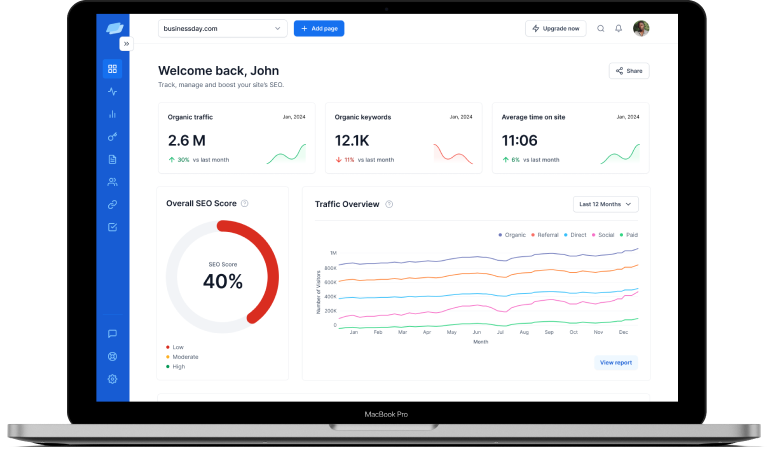 businessday.com
+ Add page
Upgrade now
Welcome back, John
Track, manage and boost your site's SEO.
Share
Organic traffic
Jan, 2024
2.6 M
30% vs last month
Organic keywords
Jan, 2024
12.1K
11% vs last month
Average time on site
Jan, 2024
11:06
6% vs last month
Overall SEO Score ?
SEO Score
40%
Low
Moderate
High
Traffic Overview ?
Last 12 Months
Organic Referral Direct Social Paid
Number of Visitors
1M
800K
600K
400K
200K
0
Jan Feb Mar Apr May Jun Jul Aug Sep Oct Nov Dec
Month
View report
MacBook Pro